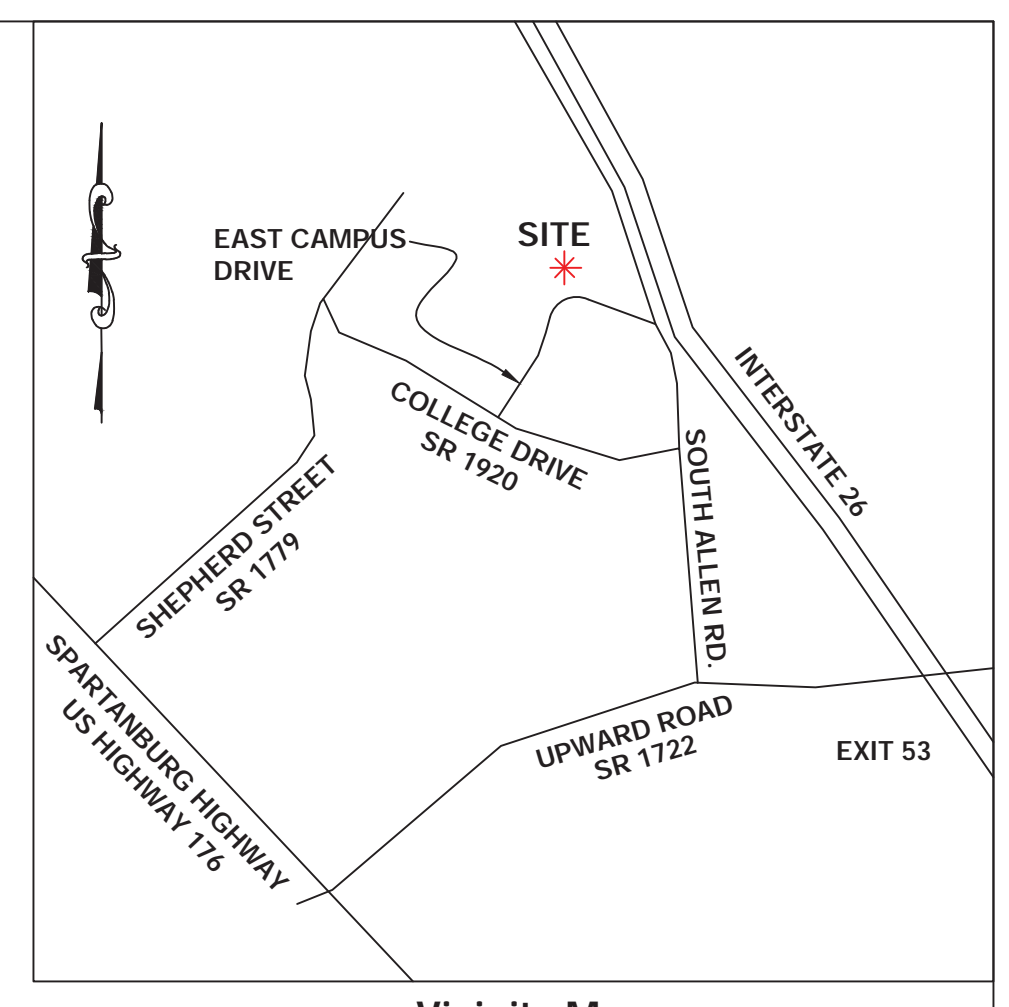 EAST CAMPUS
DRIVE
SITE
INTERSTATE 26
COLLEGE DRIVE
SR 1920
SOUTH ALLEN RD.
SHEPHERD STREET
SR 1779
SPARTANBURG HIGHWAY
US HIGHWAY 176
UPWARD ROAD
SR 1722
EXIT 53